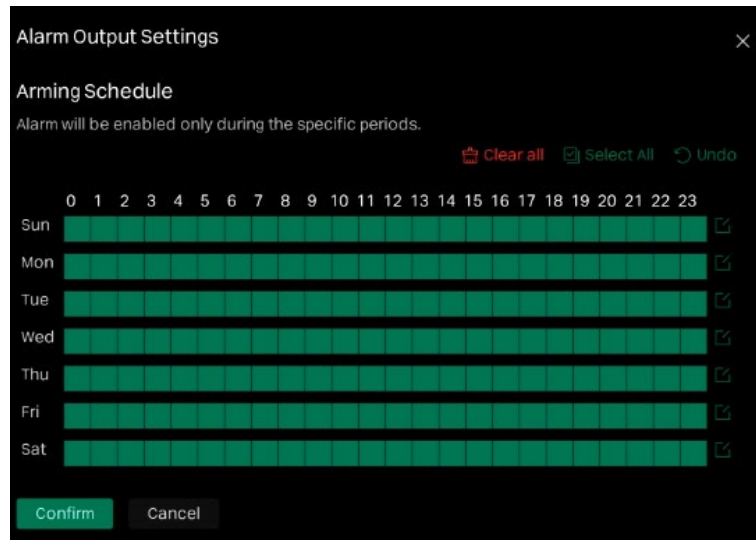 Alarm Output Settings
Arming Schedule
Alarm will be enabled only during the specific periods.
Clear all Select All Undo
0 1 2 3 4 5 6 7 8 9 10 11 12 13 14 15 16 17 18 19 20 21 22 23
Sun
Mon
Tue
Wed
Thu
Fri
Sat
Confirm Cancel